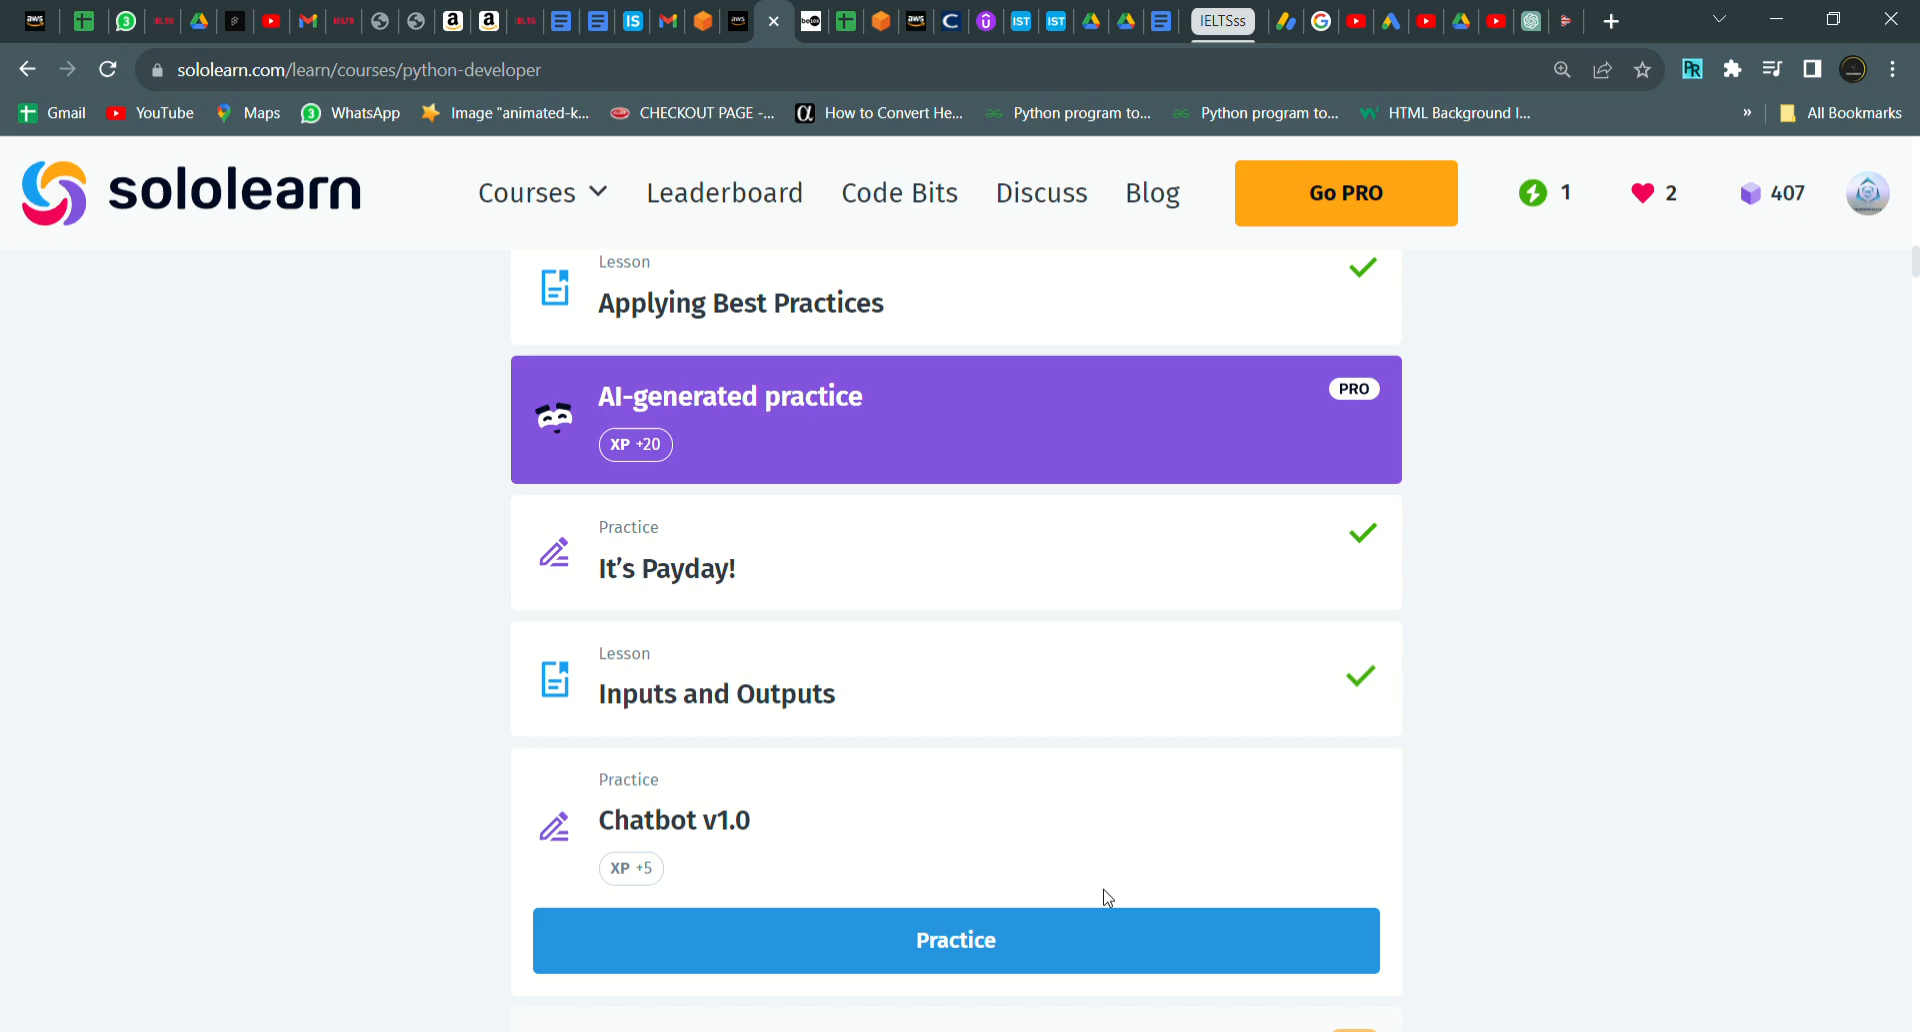 IELTSss
sololearn.com/learn/courses/python-developer
Gmail YouTube Maps WhatsApp Image "animated-k... CHECKOUT PAGE -... How to Convert He... Python program to... Python program to... HTML Background I... » All Bookmarks
sololearn Courses Leaderboard Code Bits Discuss Blog Go PRO 1 2 407
Lesson
Applying Best Practices
AI-generated practice PRO
XP +20
Practice
It's Payday!
Lesson
Inputs and Outputs
Practice
Chatbot v1.0
XP +5
Practice